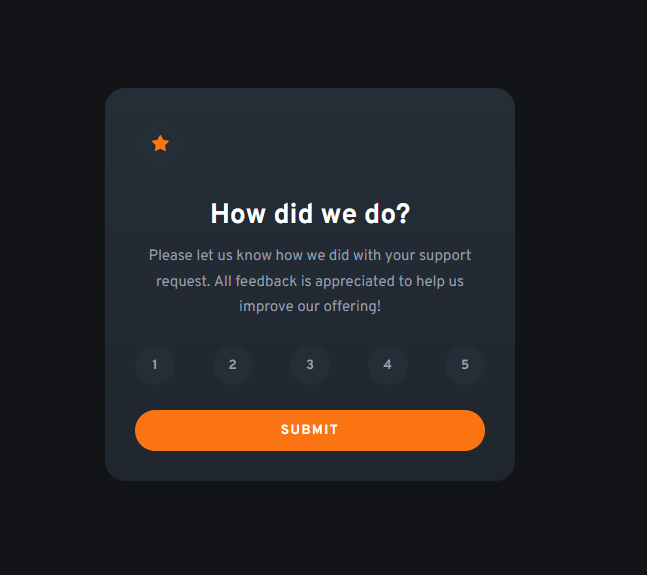 How did we do?
Please let us know how we did with your support
request. All feedback is appreciated to help us
improve our offering!
1 2 3 4 5
SUBMIT